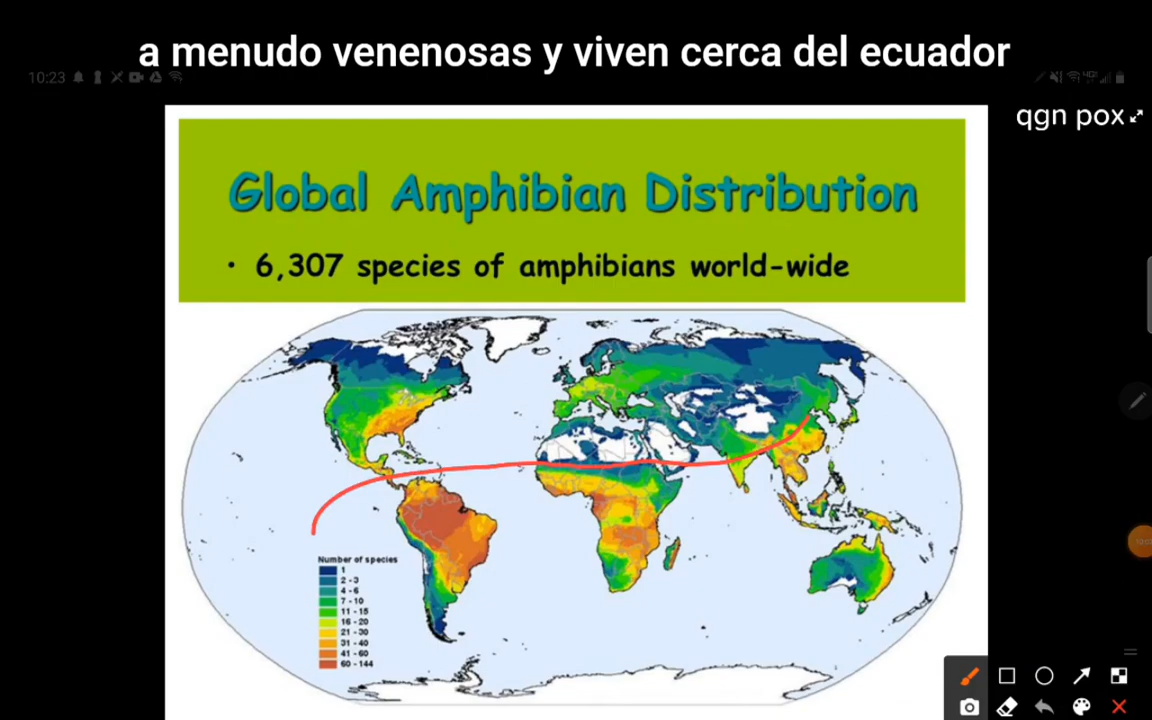 a menudo venenosas y viven cerca del ecuador
10:23
qgn pox
Global Amphibian Distribution
• 6,307 species of amphibians world-wide
Number of species
1
2 - 3
4 - 6
7 - 10
11 - 15
16 - 20
21 - 30
31 - 40
41 - 60
60 - 144